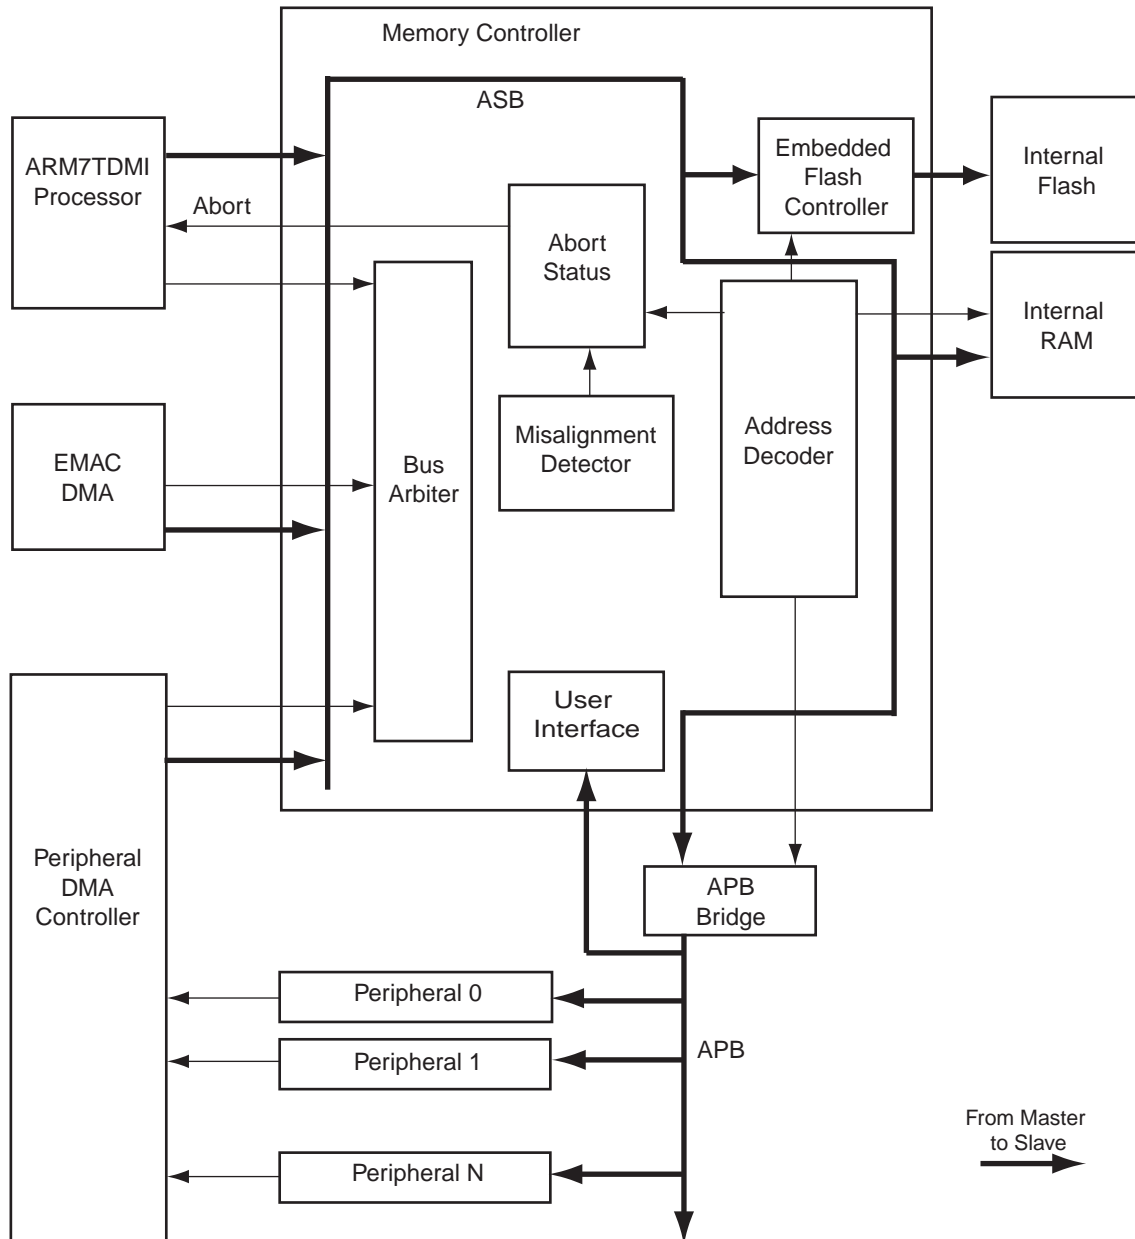 Memory Controller
ASB
ARM7TDMI
Processor
Abort
Embedded
Flash
Controller
Internal
Flash
Abort
Status
Internal
RAM
EMAC
DMA
Bus
Arbiter
Misalignment
Detector
Address
Decoder
User
Interface
Peripheral
DMA
Controller
APB
Bridge
Peripheral 0
Peripheral 1
APB
Peripheral N
From Master
to Slave